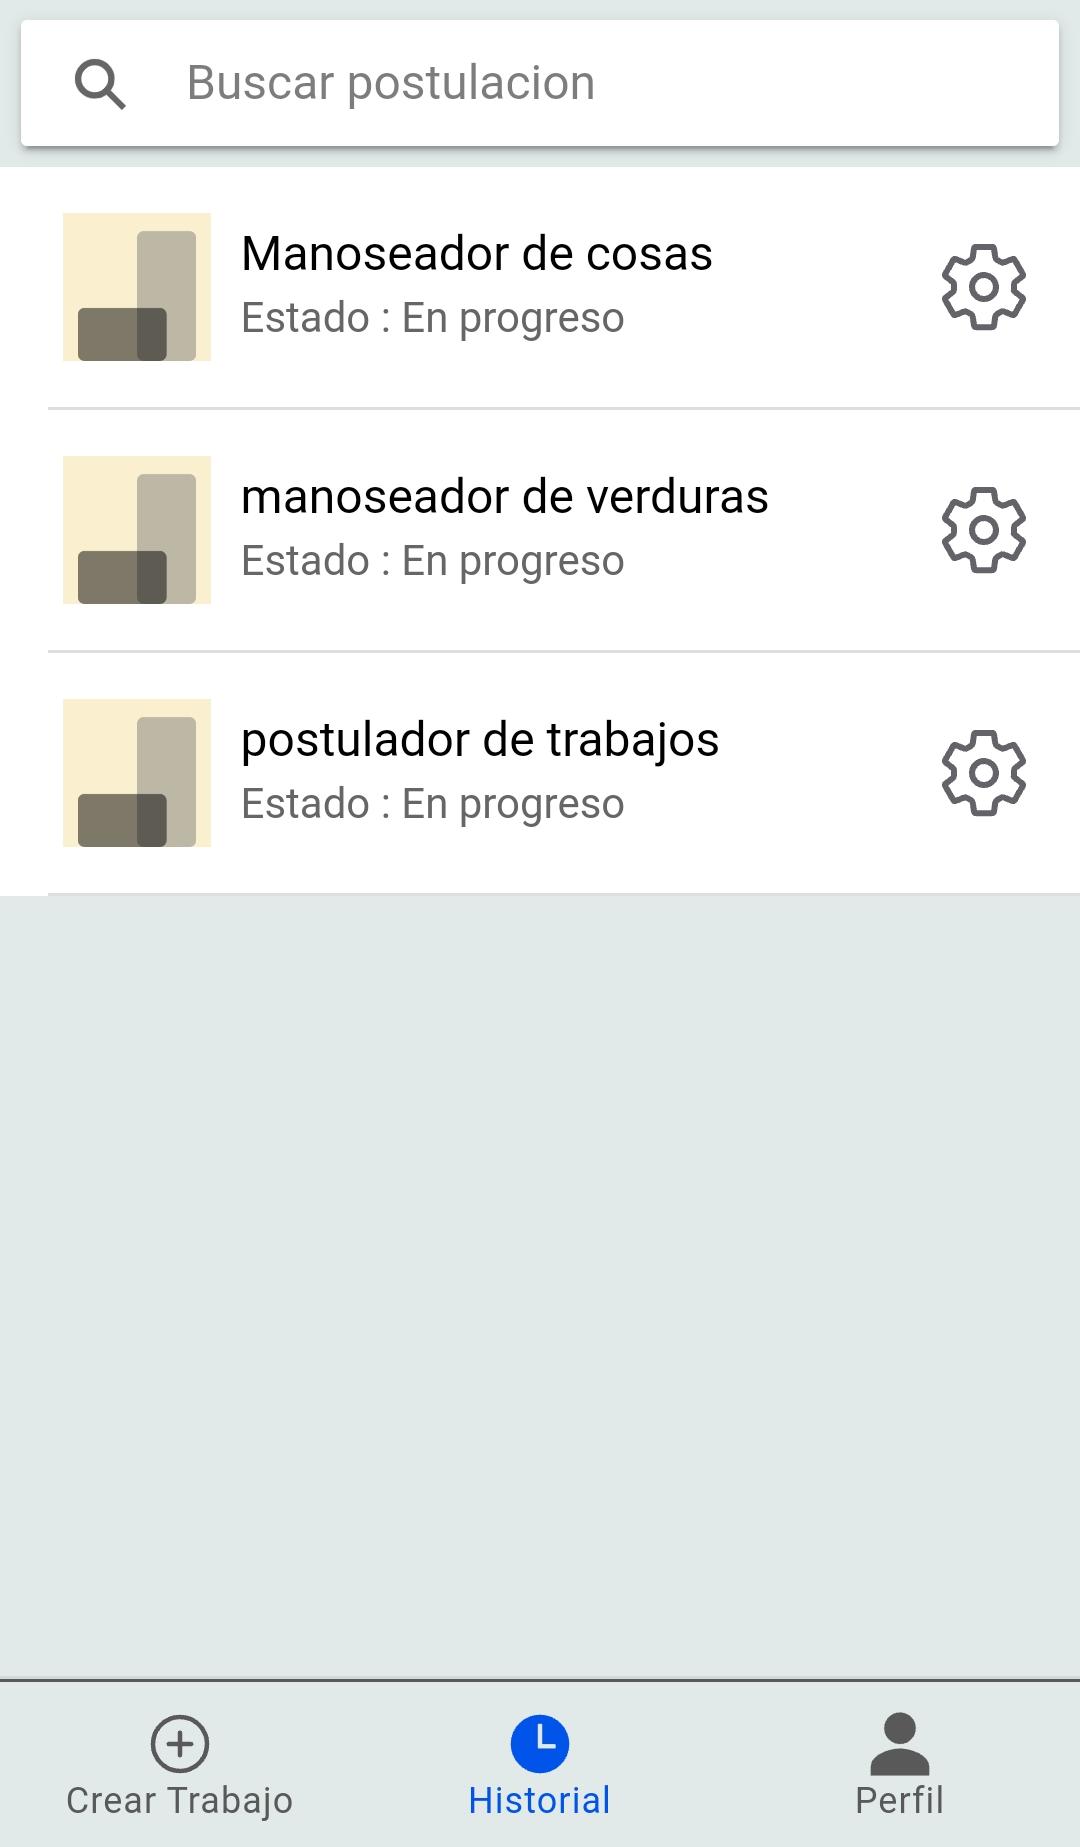 Buscar postulacion
Manoseador de cosas
Estado : En progreso
manoseador de verduras
Estado : En progreso
postulador de trabajos
Estado : En progreso
Crear Trabajo
Historial
Perfil